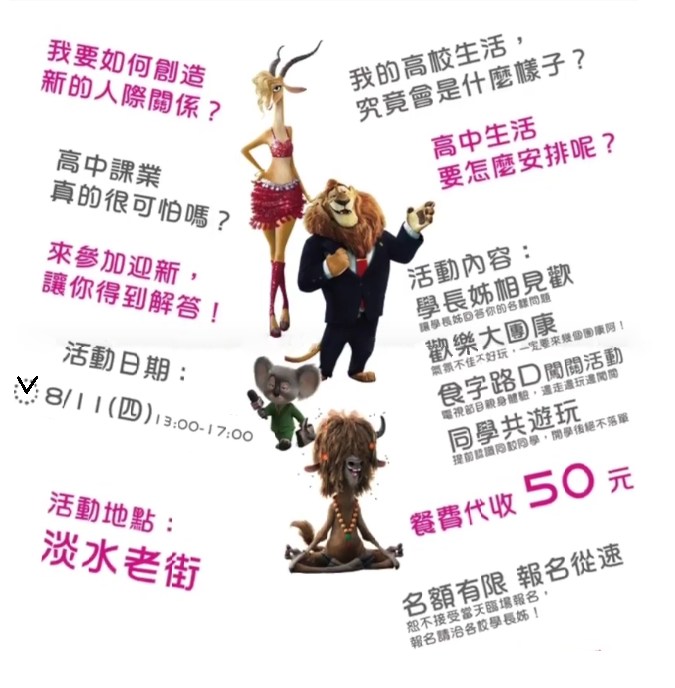 我要如何創造
新的人際關係？
高中課業
真的很可怕嗎？
來參加迎新，
讓你得到解答！
活動日期：
8/11(四)13:00-17:00
活動地點：
淡水老街
我的高校生活，
究竟會是什麼樣子？
高中生活
要怎麼安排呢？
活動內容：
學長姊相見歡
讓學長姊回答你的各種問題
歡樂大團康
氣氛不佳不好玩，一定要來幾個團康阿！
食字路口闖關活動
電視節目親身體驗，邊走邊玩邊闖關
同學共遊玩
提前認識同校同學，開學後絕不落單
餐費代收 50 元
名額有限 報名從速
恕不接受當天臨場報名，
報名請洽各校學長姊！